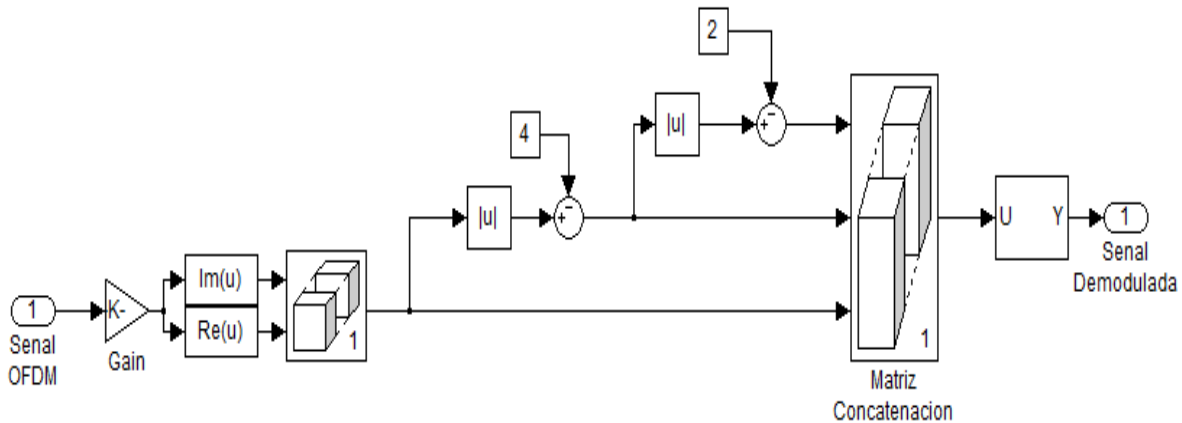 2
|u|
+
-
4
|u|
+
-
1
Senal
OFDM
K-
Gain
Im(u)
Re(u)
1
1
Matriz
Concatenacion
U Y
1
Senal
Demodulada